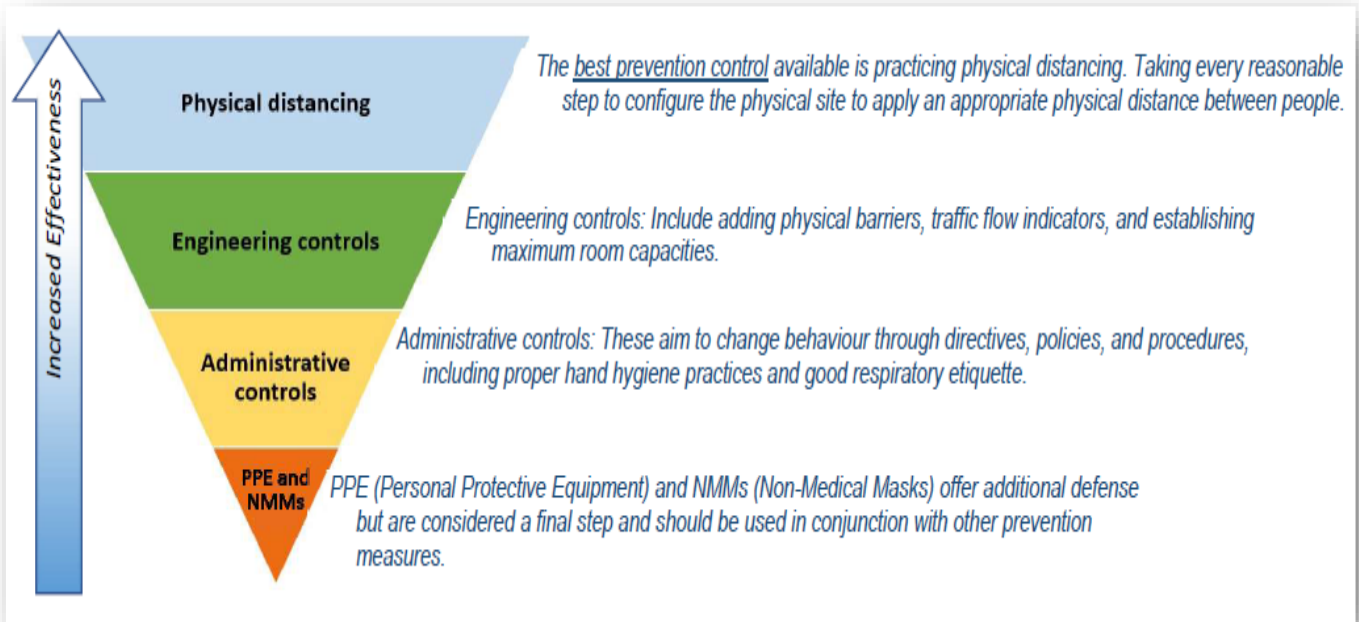 Increased Effectiveness
Physical distancing
The best prevention control available is practicing physical distancing. Taking every reasonable
step to configure the physical site to apply an appropriate physical distance between people.
Engineering controls
Engineering controls: Include adding physical barriers, traffic flow indicators, and establishing
maximum room capacities.
Administrative
controls
Administrative controls: These aim to change behaviour through directives, policies, and procedures,
including proper hand hygiene practices and good respiratory etiquette.
PPE and
NMMs
PPE (Personal Protective Equipment) and NMMs (Non-Medical Masks) offer additional defense
but are considered a final step and should be used in conjunction with other prevention
measures.